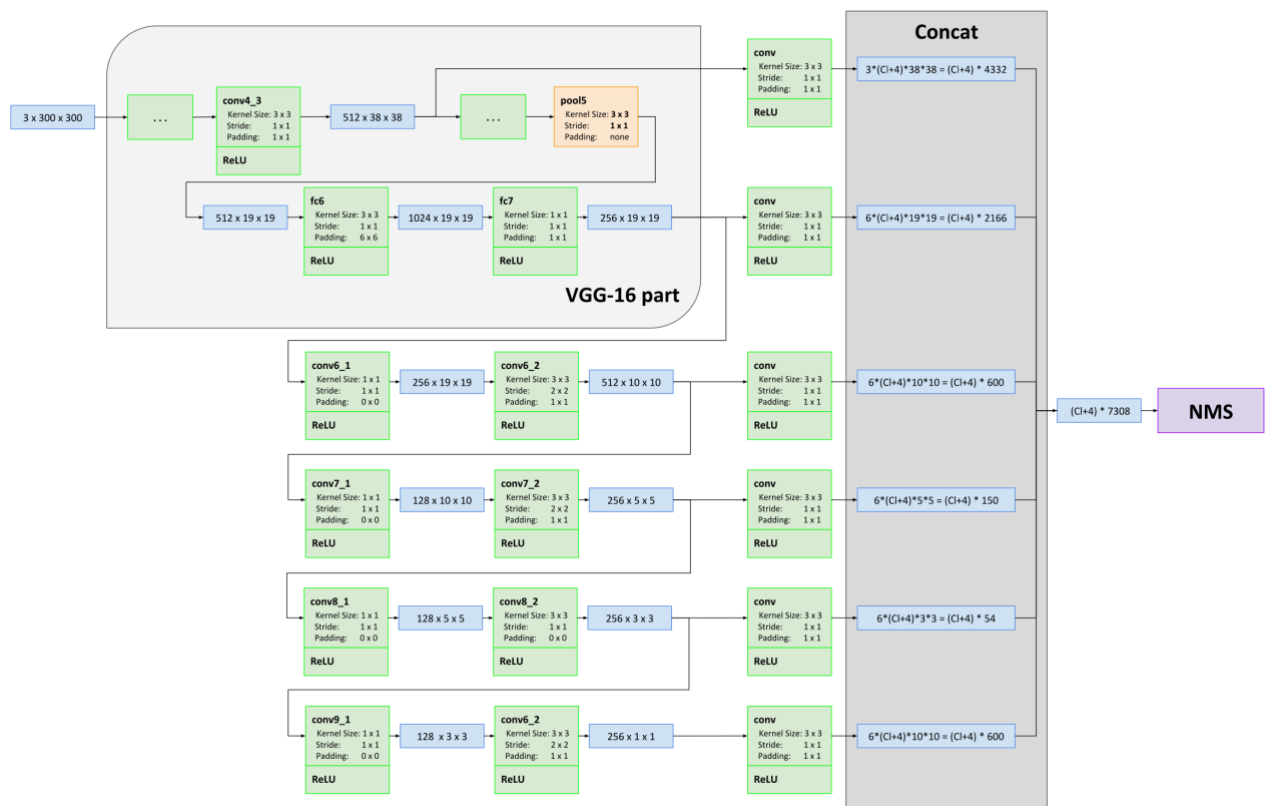 Concat
3 x 300 x 300
...
conv4_3
Kernel Size: 3 x 3
Stride: 1 x 1
Padding: 1 x 1
ReLU
512 x 38 x 38
...
pool5
Kernel Size: 3 x 3
Stride: 1 x 1
Padding: none
conv
Kernel Size: 3 x 3
Stride: 1 x 1
Padding: 1 x 1
ReLU
3*(Cl+4)*38*38 = (Cl+4) * 4332
512 x 19 x 19
fc6
Kernel Size: 3 x 3
Stride: 1 x 1
Padding: 6 x 6
ReLU
1024 x 19 x 19
fc7
Kernel Size: 1 x 1
Stride: 1 x 1
Padding: 1 x 1
ReLU
256 x 19 x 19
conv
Kernel Size: 3 x 3
Stride: 1 x 1
Padding: 1 x 1
ReLU
6*(Cl+4)*19*19 = (Cl+4) * 2166
VGG-16 part
conv6_1
Kernel Size: 1 x 1
Stride: 1 x 1
Padding: 0 x 0
ReLU
256 x 19 x 19
conv6_2
Kernel Size: 3 x 3
Stride: 2 x 2
Padding: 1 x 1
ReLU
512 x 10 x 10
conv
Kernel Size: 3 x 3
Stride: 1 x 1
Padding: 1 x 1
ReLU
6*(Cl+4)*10*10 = (Cl+4) * 600
(Cl+4) * 7308
NMS
conv7_1
Kernel Size: 1 x 1
Stride: 1 x 1
Padding: 0 x 0
ReLU
128 x 10 x 10
conv7_2
Kernel Size: 3 x 3
Stride: 2 x 2
Padding: 1 x 1
ReLU
256 x 5 x 5
conv
Kernel Size: 3 x 3
Stride: 1 x 1
Padding: 1 x 1
ReLU
6*(Cl+4)*5*5 = (Cl+4) * 150
conv8_1
Kernel Size: 1 x 1
Stride: 1 x 1
Padding: 0 x 0
ReLU
128 x 5 x 5
conv8_2
Kernel Size: 3 x 3
Stride: 1 x 1
Padding: 0 x 0
ReLU
256 x 3 x 3
conv
Kernel Size: 3 x 3
Stride: 1 x 1
Padding: 1 x 1
ReLU
6*(Cl+4)*3*3 = (Cl+4) * 54
conv9_1
Kernel Size: 1 x 1
Stride: 1 x 1
Padding: 0 x 0
ReLU
128 x 3 x 3
conv6_2
Kernel Size: 3 x 3
Stride: 2 x 2
Padding: 1 x 1
ReLU
256 x 1 x 1
conv
Kernel Size: 3 x 3
Stride: 1 x 1
Padding: 1 x 1
ReLU
6*(Cl+4)*10*10 = (Cl+4) * 600